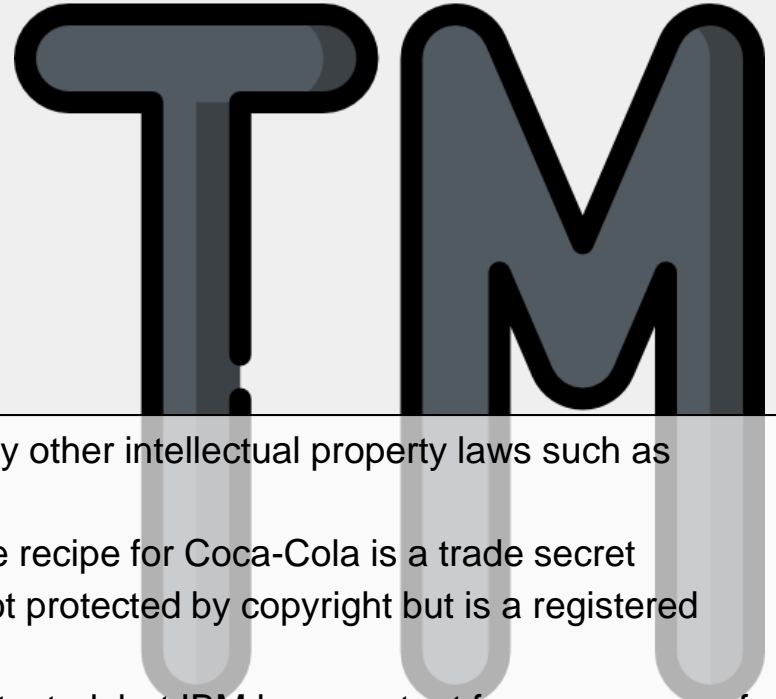 TM
y other intellectual property laws such as
e recipe for Coca-Cola is a trade secret
ot protected by copyright but is a registered